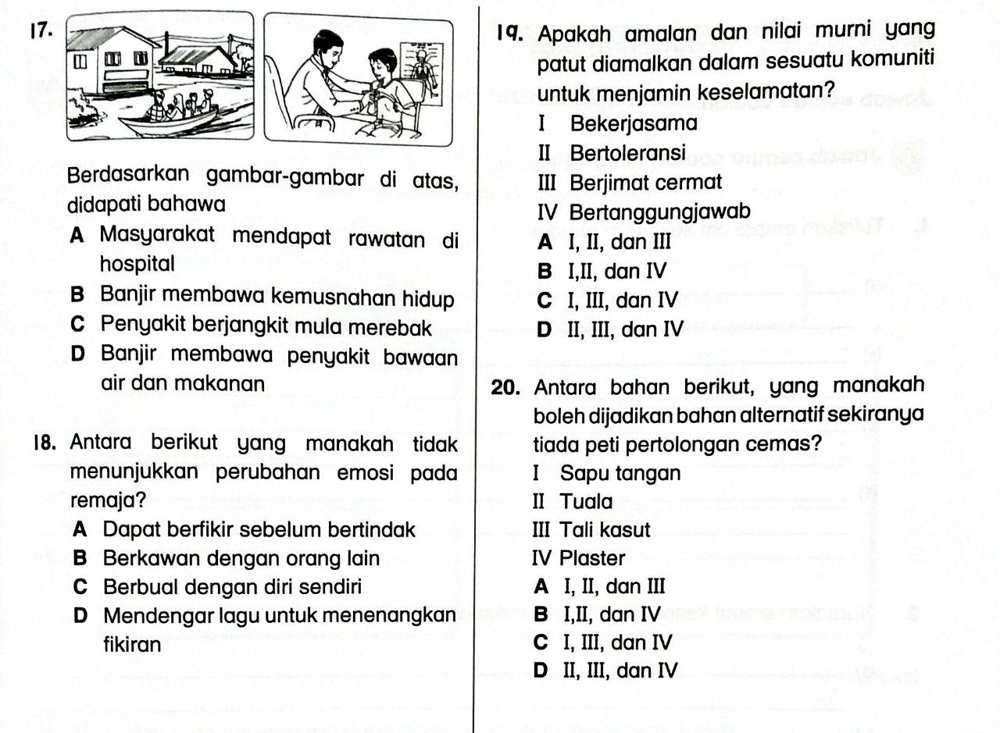 17.
Berdasarkan gambar-gambar di atas,
didapati bahawa
A Masyarakat mendapat rawatan di
hospital
B Banjir membawa kemusnahan hidup
C Penyakit berjangkit mula merebak
D Banjir membawa penyakit bawaan
air dan makanan
18. Antara berikut yang manakah tidak
menunjukkan perubahan emosi pada
remaja?
A Dapat berfikir sebelum bertindak
B Berkawan dengan orang lain
C Berbual dengan diri sendiri
D Mendengar lagu untuk menenangkan
fikiran
19. Apakah amalan dan nilai murni yang
patut diamalkan dalam sesuatu komuniti
untuk menjamin keselamatan?
I Bekerjasama
II Bertoleransi
III Berjimat cermat
IV Bertanggungjawab
A I, II, dan III
B I,II, dan IV
C I, III, dan IV
D II, III, dan IV
20. Antara bahan berikut, yang manakah
boleh dijadikan bahan alternatif sekiranya
tiada peti pertolongan cemas?
I Sapu tangan
II Tuala
III Tali kasut
IV Plaster
A I, II, dan III
B I,II, dan IV
C I, III, dan IV
D II, III, dan IV